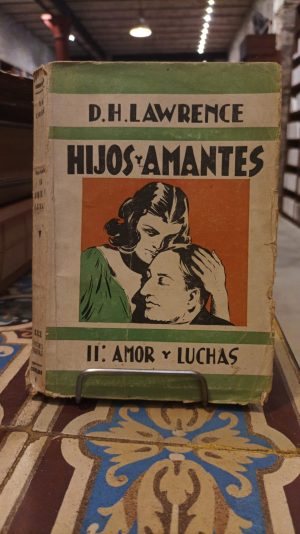 D.H. LAWRENCE
HIJOS Y AMANTES
II: AMOR Y LUCHAS